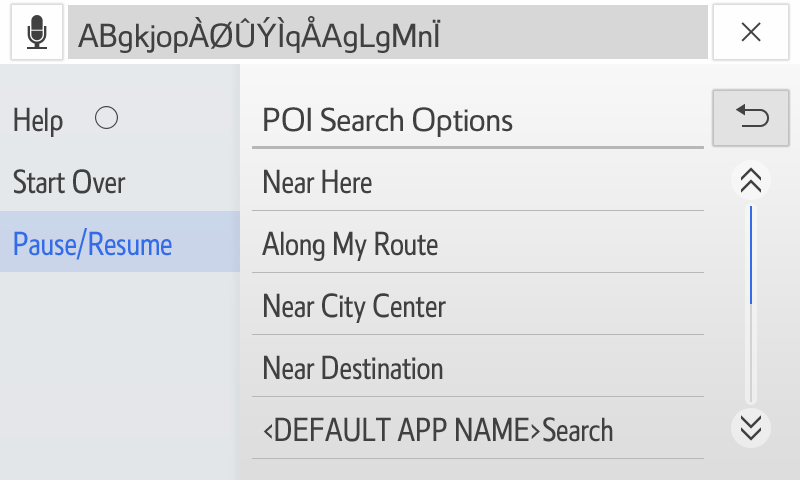 ABgkjopÀØÛÝÌqÅAgLgMnÏ
Help
Start Over
Pause/Resume
POI Search Options
Near Here
Along My Route
Near City Center
Near Destination
<DEFAULT APP NAME>Search